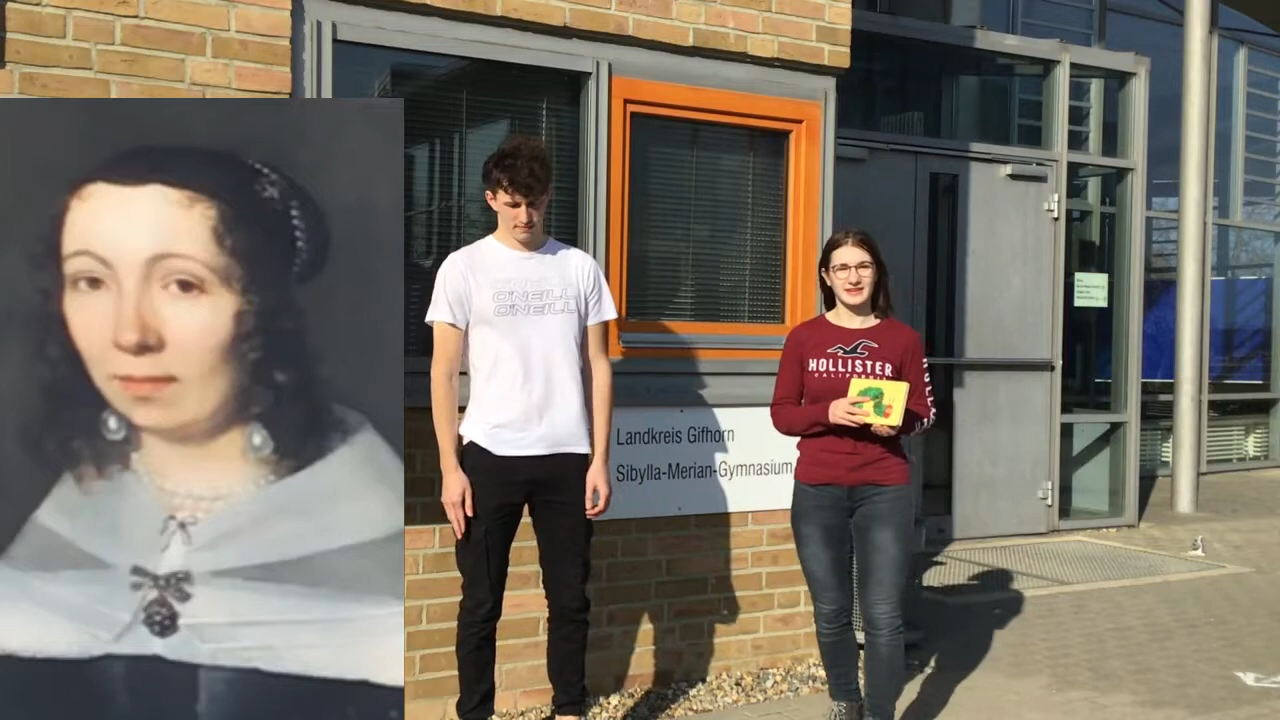 O'NEILL
O'NEILL
HOLLISTER
CALIFORNIA
Landkreis Gifhorn
Sibylla-Merian-Gymnasium